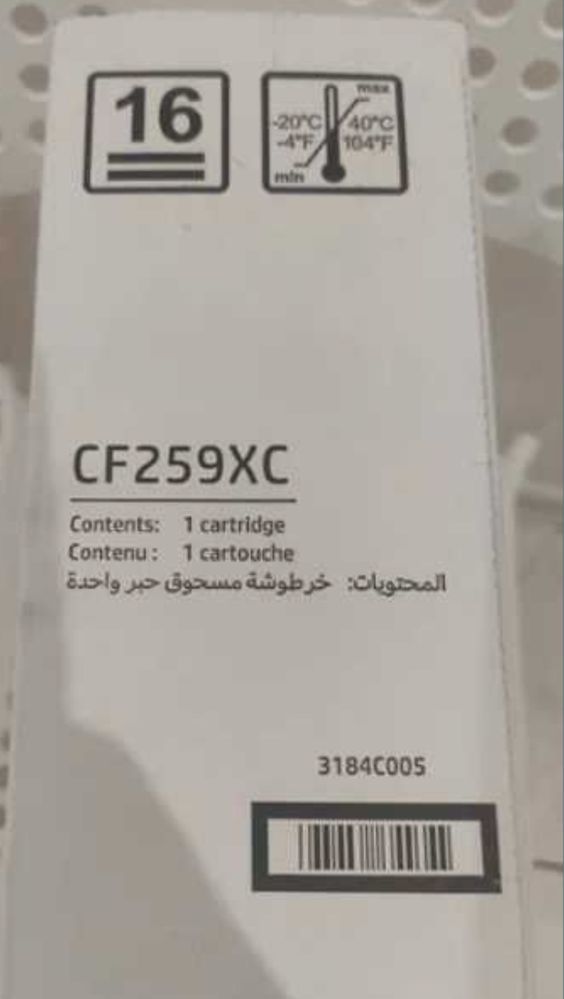 16
max
-20°C 40°C
-4°F 104°F
min
CF259XC
Contents: 1 cartridge
Contenu : 1 cartouche
المحتويات: خرطوشة مسحوق حبر واحدة
3184C005